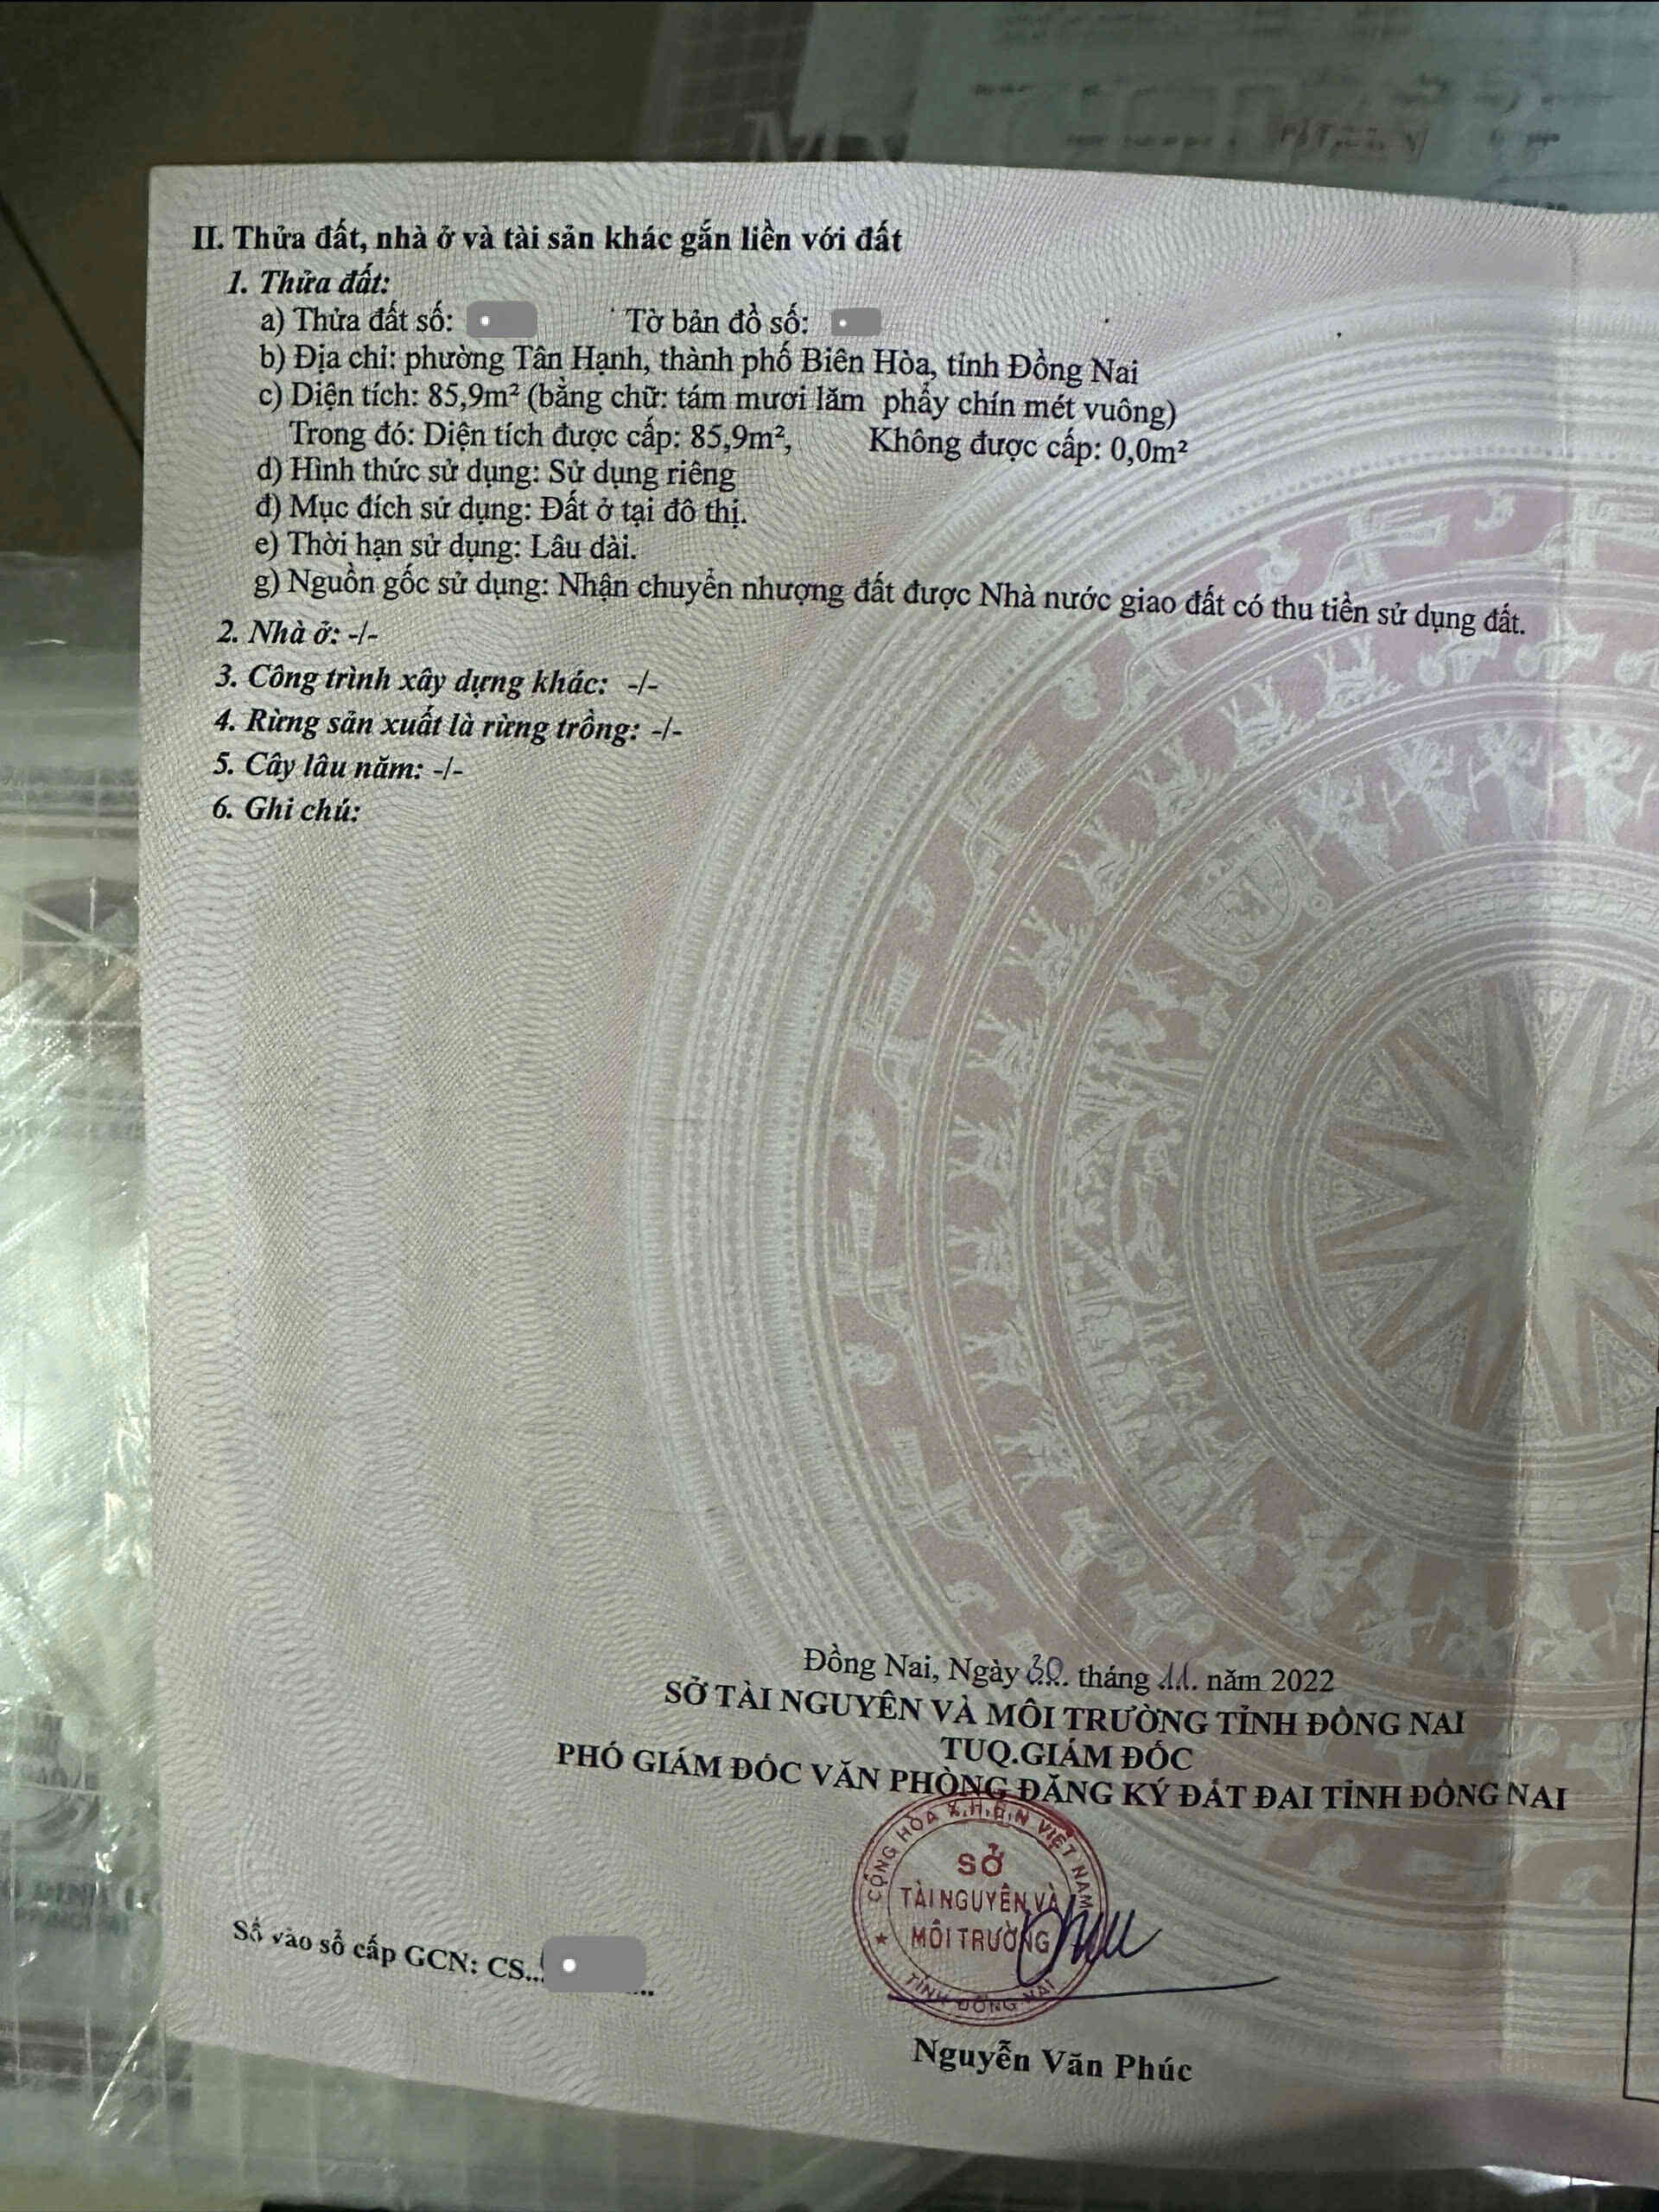 II. Thửa đất, nhà ở và tài sản khác gắn liền với đất
1. Thửa đất:
a) Thửa đất số: Tờ bản đồ số:
b) Địa chỉ: phường Tân Hạnh, thành phố Biên Hòa, tỉnh Đồng Nai
c) Diện tích: 85,9m² (bằng chữ: tám mươi lăm phẩy chín mét vuông)
Trong đó: Diện tích được cấp: 85,9m², Không được cấp: 0,0m²
d) Hình thức sử dụng: Sử dụng riêng
đ) Mục đích sử dụng: Đất ở tại đô thị.
e) Thời hạn sử dụng: Lâu dài.
g) Nguồn gốc sử dụng: Nhận chuyển nhượng đất được Nhà nước giao đất có thu tiền sử dụng đất.
2. Nhà ở: -/-
3. Công trình xây dựng khác: -/-
4. Rừng sản xuất là rừng trồng: -/-
5. Cây lâu năm: -/-
6. Ghi chú:
Đồng Nai, Ngày 30 tháng 11 năm 2022
SỞ TÀI NGUYÊN VÀ MÔI TRƯỜNG TỈNH ĐỒNG NAI
TUQ.GIÁM ĐỐC
PHÓ GIÁM ĐỐC VĂN PHÒNG ĐĂNG KÝ ĐẤT ĐAI TỈNH ĐỒNG NAI
CỘNG HÒA X.H.C.N VIỆT NAM
SỞ
TÀI NGUYÊN VÀ
MÔI TRƯỜNG
TỈNH ĐỒNG NAI
Số vào sổ cấp GCN: CS...
Nguyễn Văn Phúc